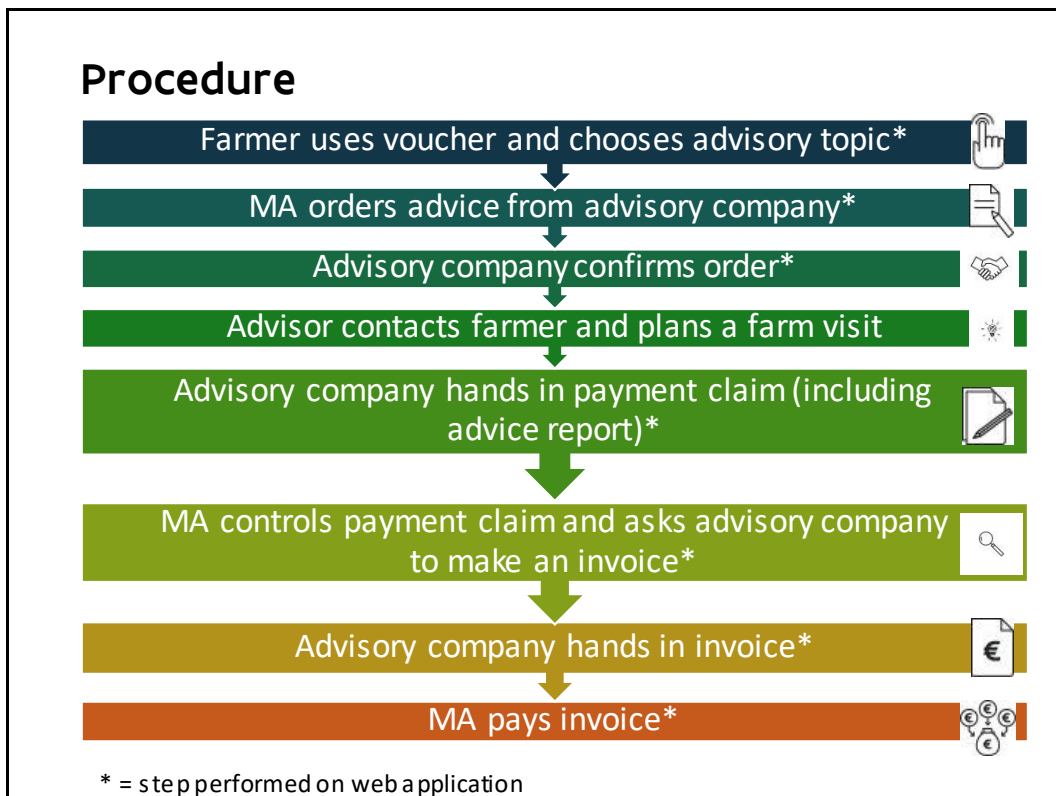 Procedure
Farmer uses voucher and chooses advisory topic*
MA orders advice from advisory company*
Advisory company confirms order*
Advisor contacts farmer and plans a farm visit
Advisory company hands in payment claim (including
advice report)*
MA controls payment claim and asks advisory company
to make an invoice*
Advisory company hands in invoice*
€
MA pays invoice*
€ € €
€
* = step performed on web application